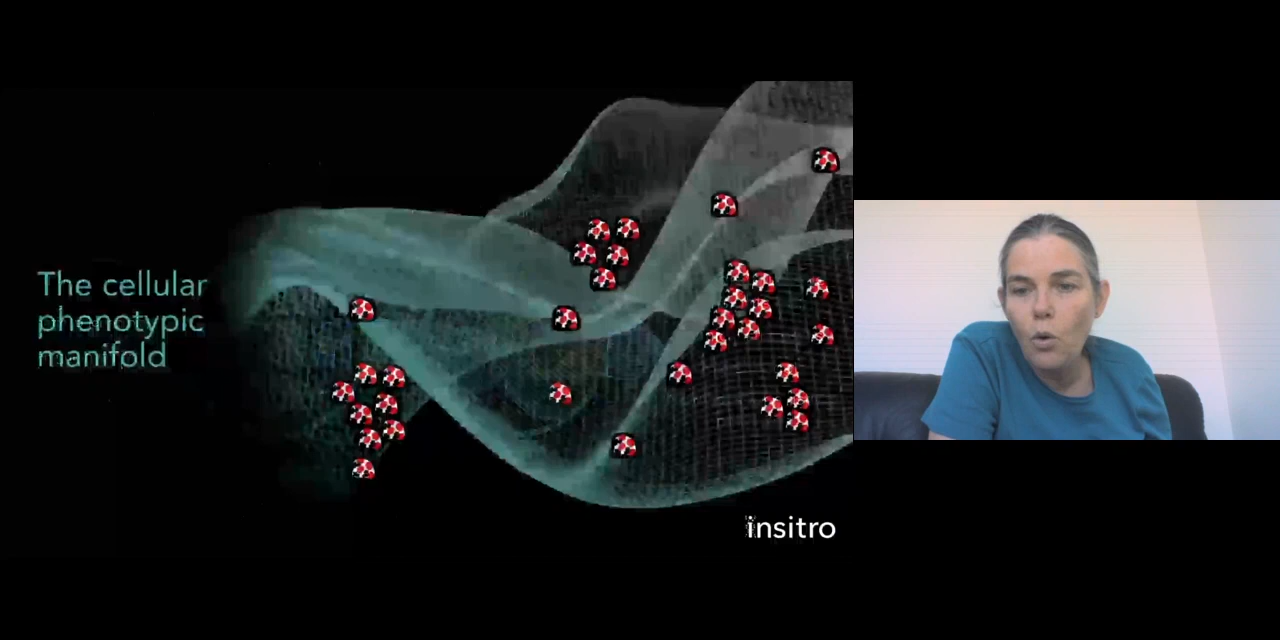 The cellular
phenotypic
manifold
insitro